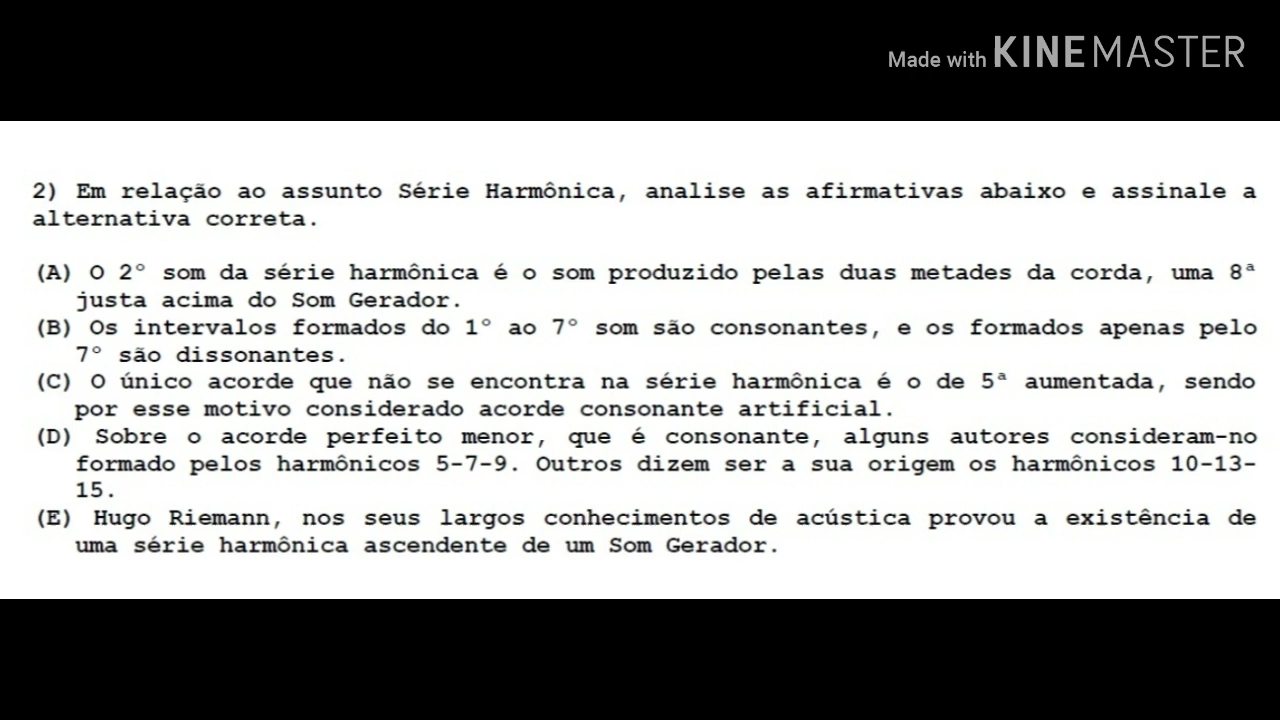 Made with KINEMASTER
2) Em relação ao assunto Série Harmônica, analise as afirmativas abaixo e assinale a
alternativa correta.
(A) O 2° som da série harmônica é o som produzido pelas duas metades da corda, uma 8ª
justa acima do Som Gerador.
(B) Os intervalos formados do 1° ao 7° som são consonantes, e os formados apenas pelo
7° são dissonantes.
(C) O único acorde que não se encontra na série harmônica é o de 5ª aumentada, sendo
por esse motivo considerado acorde consonante artificial.
(D) Sobre o acorde perfeito menor, que é consonante, alguns autores consideram-no
formado pelos harmônicos 5-7-9. Outros dizem ser a sua origem os harmônicos 10-13-
15.
(E) Hugo Riemann, nos seus largos conhecimentos de acústica provou a existência de
uma série harmônica ascendente de um Som Gerador.